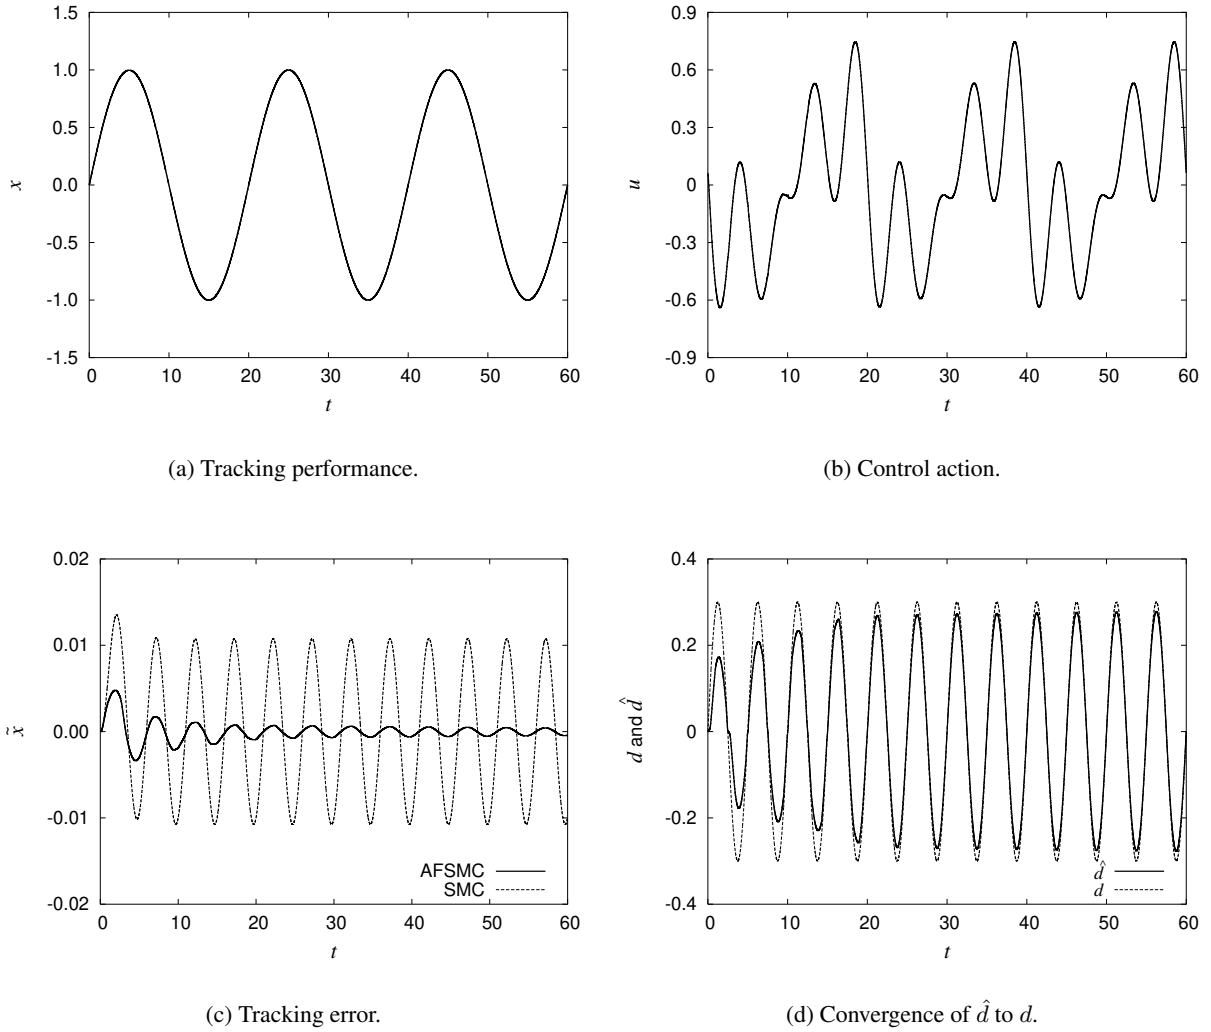 1.5
1.0
0.5
0.0
-0.5
-1.0
-1.5
x
0 10 20 30 40 50 60
t
(a) Tracking performance.
0.9
0.6
0.3
0
-0.3
-0.6
-0.9
u
0 10 20 30 40 50 60
t
(b) Control action.
0.02
0.01
0.00
-0.01
-0.02
x̃
AFSMC
SMC
0 10 20 30 40 50 60
t
(c) Tracking error.
0.4
0.2
0
-0.2
-0.4
d and d̂
d̂
d
0 10 20 30 40 50 60
t
(d) Convergence of d̂ to d.